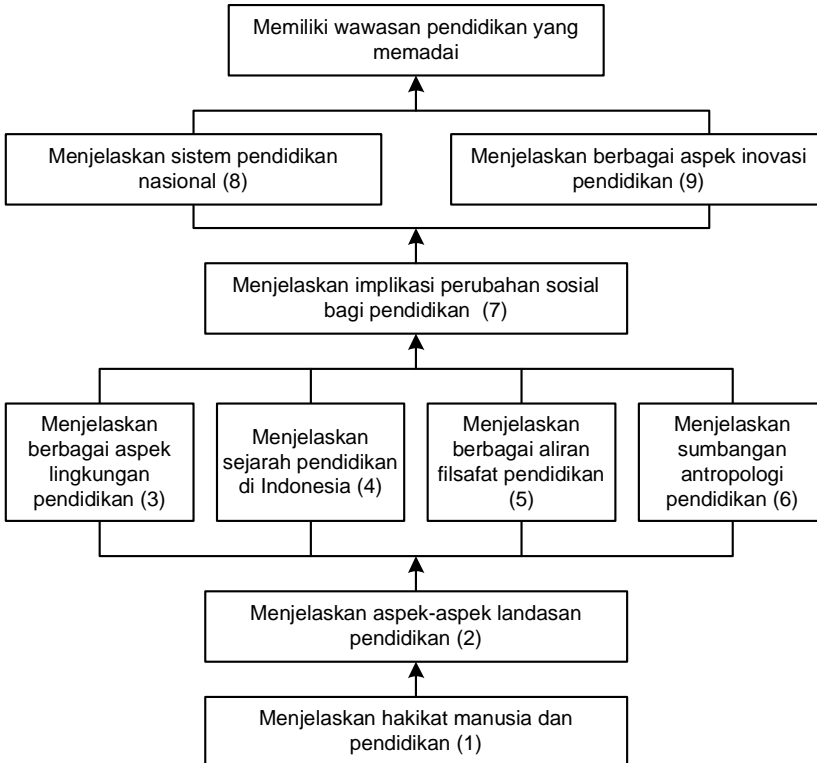 Memiliki wawasan pendidikan yang
memadai
Menjelaskan sistem pendidikan
nasional (8)
Menjelaskan berbagai aspek inovasi
pendidikan (9)
Menjelaskan implikasi perubahan sosial
bagi pendidikan (7)
Menjelaskan
berbagai aspek
lingkungan
pendidikan (3)
Menjelaskan
sejarah pendidikan
di Indonesia (4)
Menjelaskan
berbagai aliran
filsafat pendidikan
(5)
Menjelaskan
sumbangan
antropologi
pendidikan (6)
Menjelaskan aspek-aspek landasan
pendidikan (2)
Menjelaskan hakikat manusia dan
pendidikan (1)